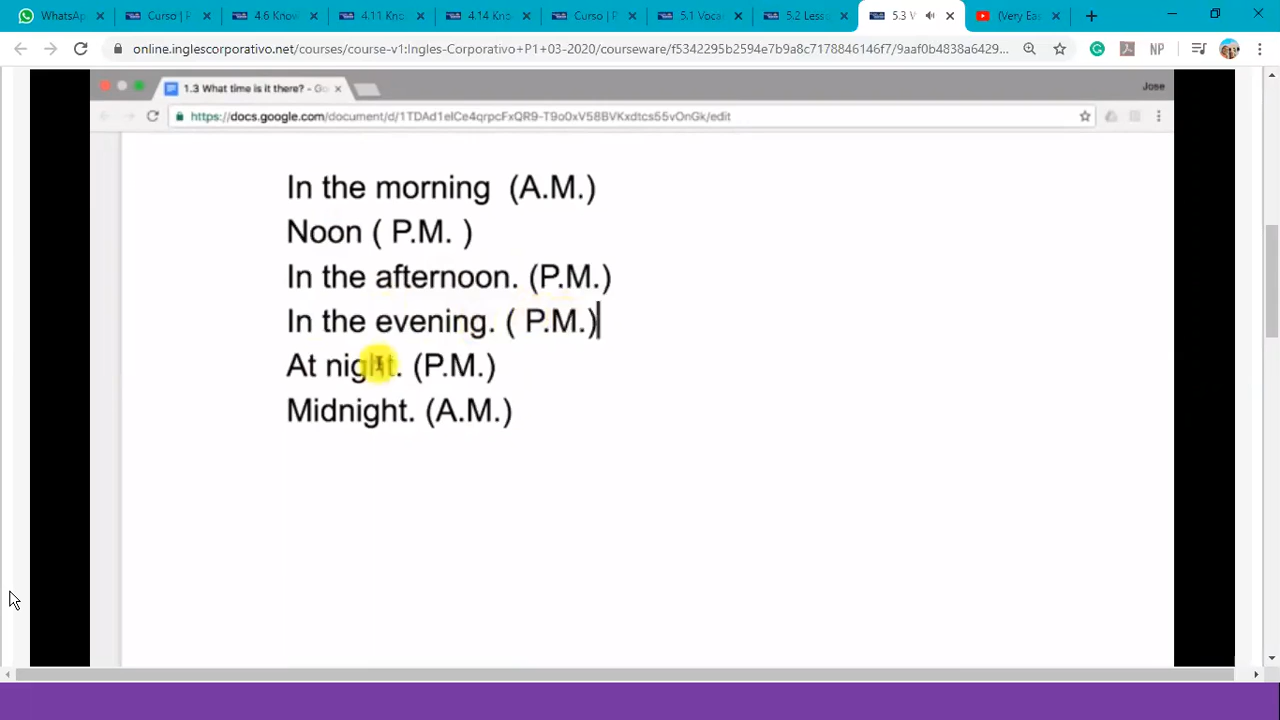 WhatsAp
Curso | P
4.6 Know
4.11 Kno
4.14 Kno
Curso | P
5.1 Vocar
5.2 Less
5.3 V
(Very Eas
online.inglescorporativo.net/courses/course-v1:Ingles-Corporativo+P1+03-2020/courseware/f5342295b2594e7b9a8c7178846146f7/9aaf0b4838a6429...
NP
1.3 What time is it there? - Go
Jose
https://docs.google.com/document/d/1TDAd1elCe4qrpcFxQR9-T9o0xV58BVKxdtcs55vOnGk/edit
In the morning (A.M.)
Noon ( P.M. )
In the afternoon. (P.M.)
In the evening. ( P.M.)
At night. (P.M.)
Midnight. (A.M.)